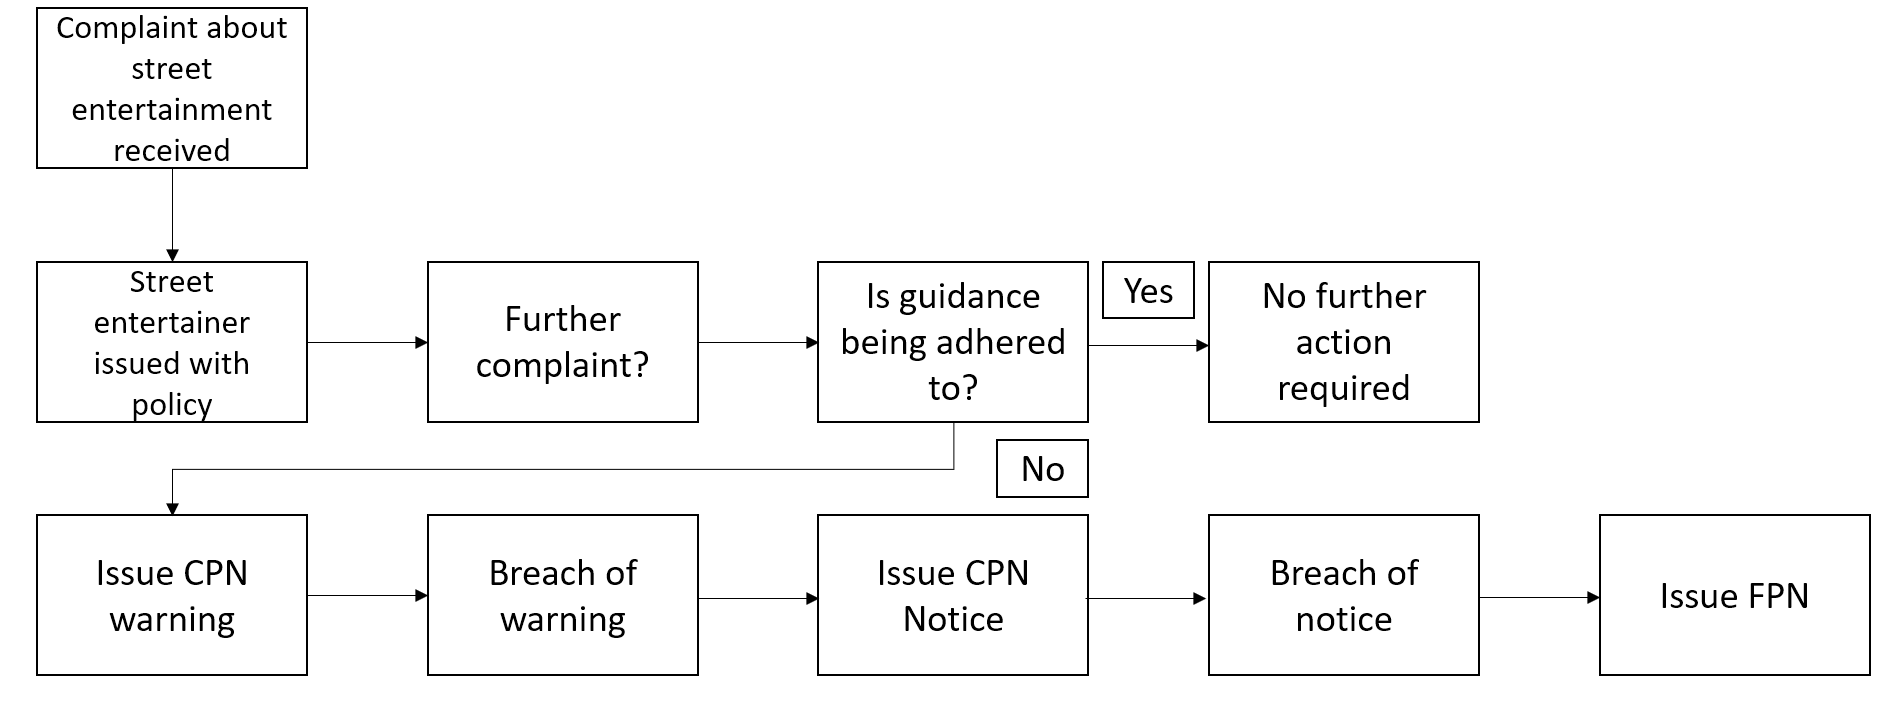 Complaint about
street
entertainment
received
Street
entertainer
issued with
policy
Further
complaint?
Is guidance
being adhered
to?
Yes
No further
action
required
No
Issue CPN
warning
Breach of
warning
Issue CPN
Notice
Breach of
notice
Issue FPN